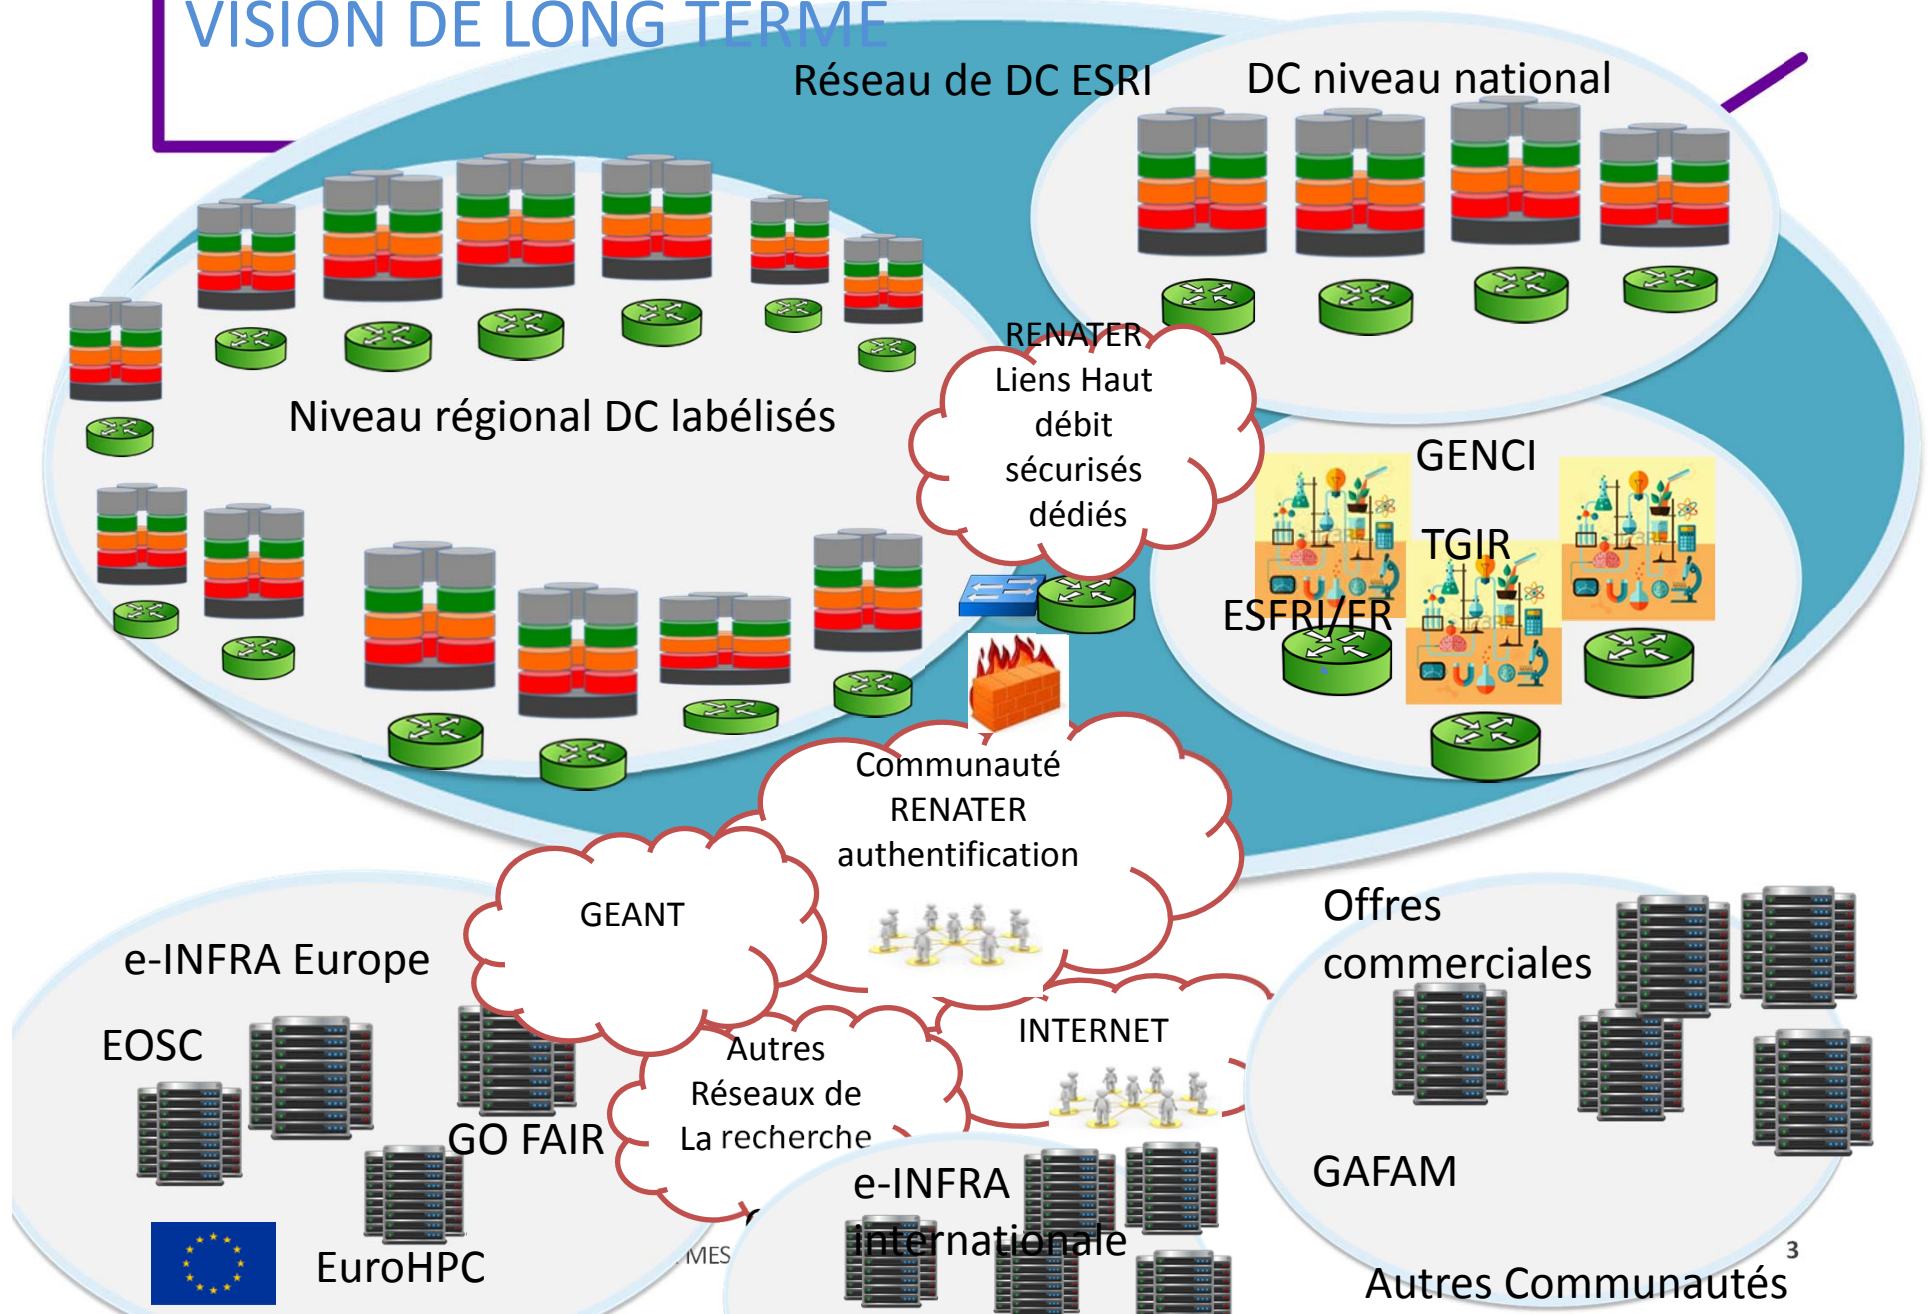 VISION DE LONG TERME
Réseau de DC ESRI
DC niveau national
Niveau régional DC labélisés
RENATER
Liens Haut
débit
sécurisés
dédiés
GENCI
TGIR
ESFRI/ER
Communauté
RENATER
authentification
GEANT
e-INFRA Europe
EOSC
GO FAIR
EuroHPC
Autres
Réseaux de
La recherche
INTERNET
Offres
commerciales
GAFAM
e-INFRA
internationale
MES
3
Autres Communautés